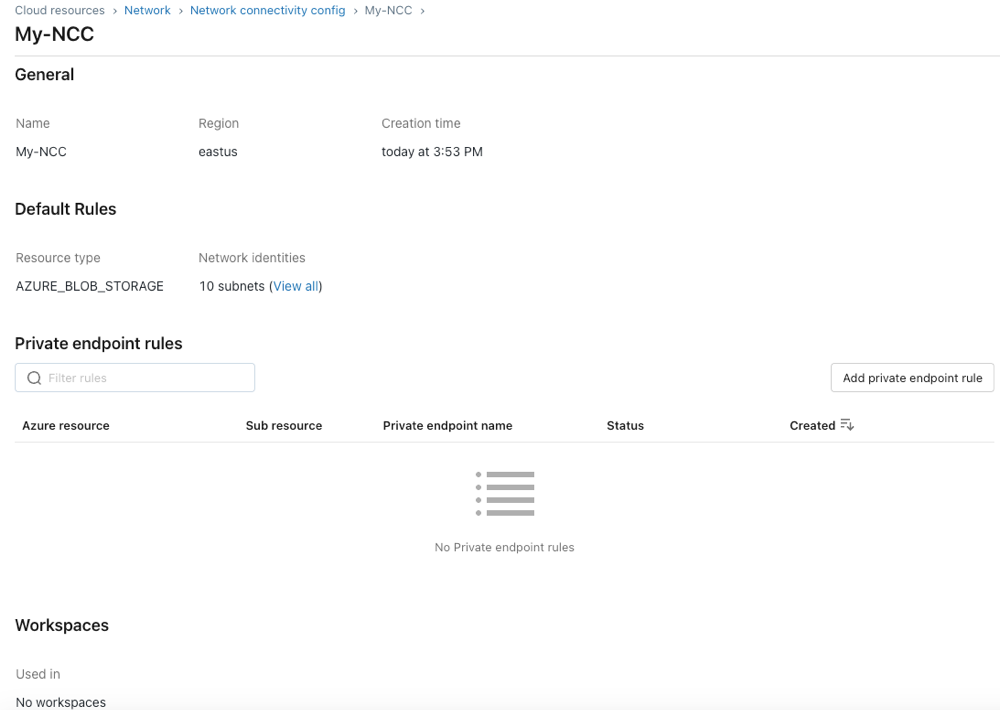 Cloud resources › Network › Network connectivity config › My-NCC ›
My-NCC
General
Name Region Creation time
My-NCC eastus today at 3:53 PM
Default Rules
Resource type Network identities
AZURE_BLOB_STORAGE 10 subnets (View all)
Private endpoint rules
Filter rules Add private endpoint rule
Azure resource Sub resource Private endpoint name Status Created
No Private endpoint rules
Workspaces
Used in
No workspaces